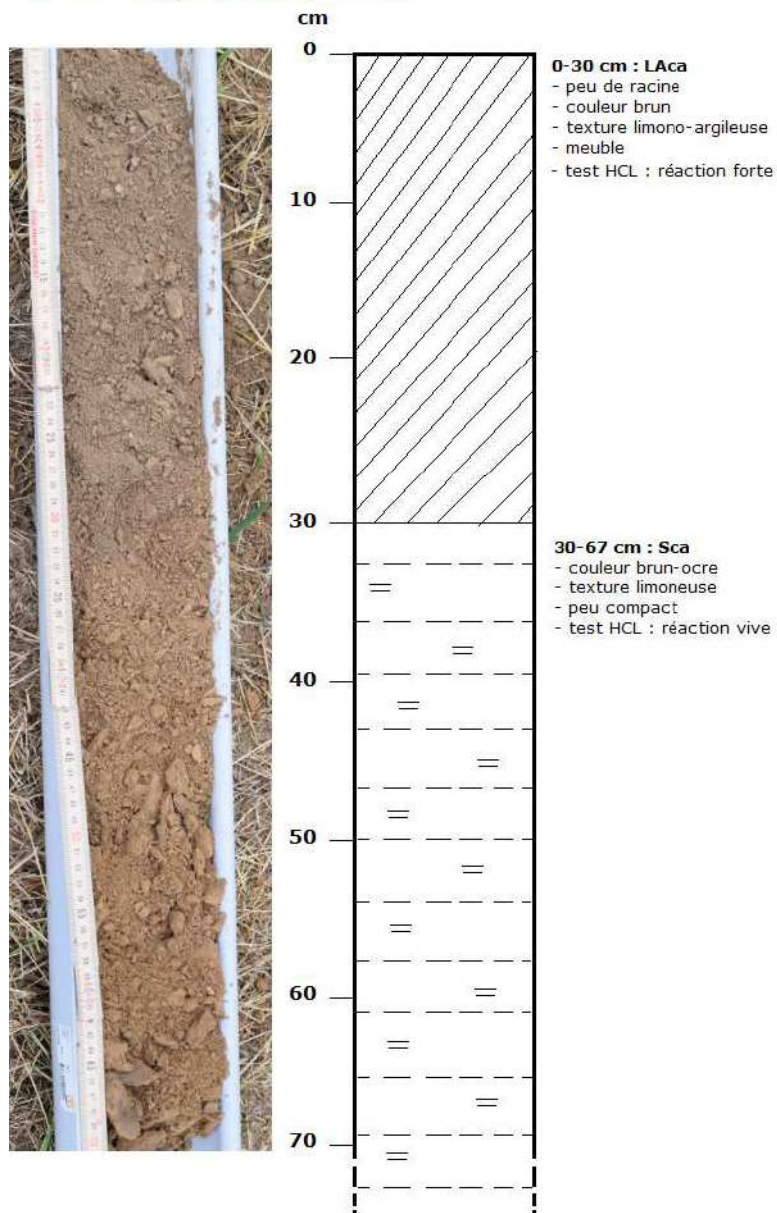 cm
0
0-30 cm : LAca
- peu de racine
- couleur brun
- texture limono-argileuse
- meuble
- test HCL : réaction forte
10
20
30
30-67 cm : Sca
- couleur brun-ocre
- texture limoneuse
- peu compact
- test HCL : réaction vive
40
50
60
70